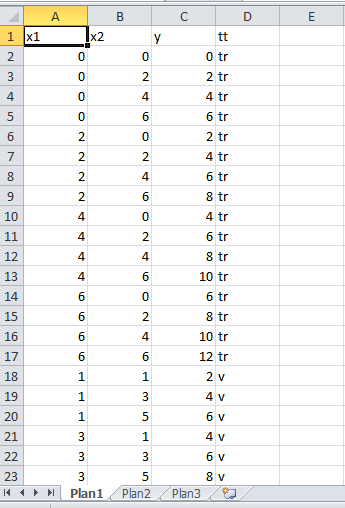 A B C D E
1 x1 x2 y tt
2 0 0 0 tr
3 0 2 2 tr
4 0 4 4 tr
5 0 6 6 tr
6 2 0 2 tr
7 2 2 4 tr
8 2 4 6 tr
9 2 6 8 tr
10 4 0 4 tr
11 4 2 6 tr
12 4 4 8 tr
13 4 6 10 tr
14 6 0 6 tr
15 6 2 8 tr
16 6 4 10 tr
17 6 6 12 tr
18 1 1 2 v
19 1 3 4 v
20 1 5 6 v
21 3 1 4 v
22 3 3 6 v
23 3 5 8 v
Plan1 Plan2 Plan3